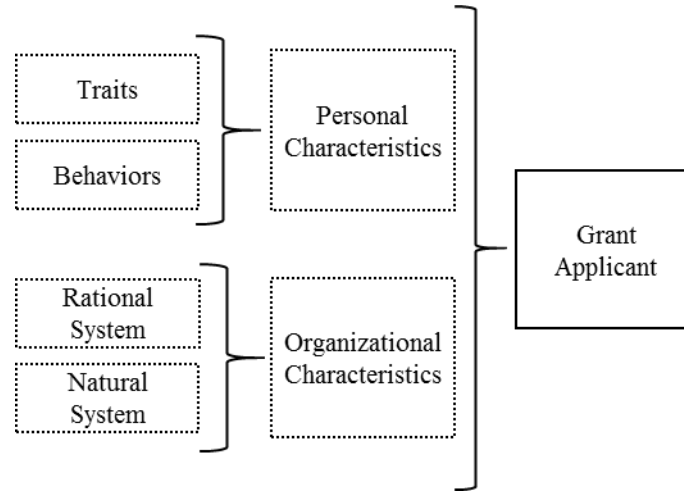 Traits
Behaviors
Personal
Characteristics
Rational
System
Natural
System
Organizational
Characteristics
Grant
Applicant